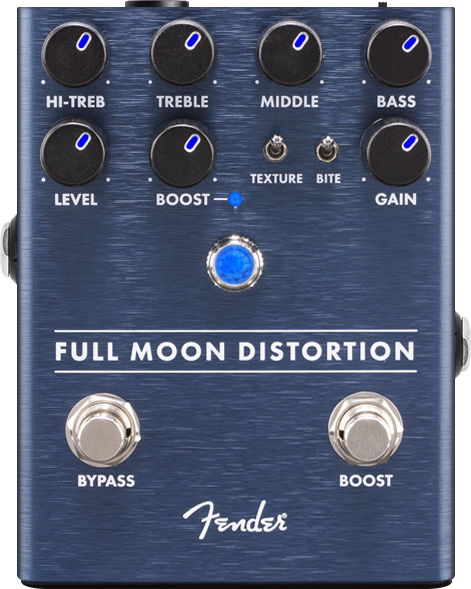 HI-TREB TREBLE MIDDLE BASS
LEVEL BOOST TEXTURE BITE GAIN
FULL MOON DISTORTION
BYPASS BOOST
Fender